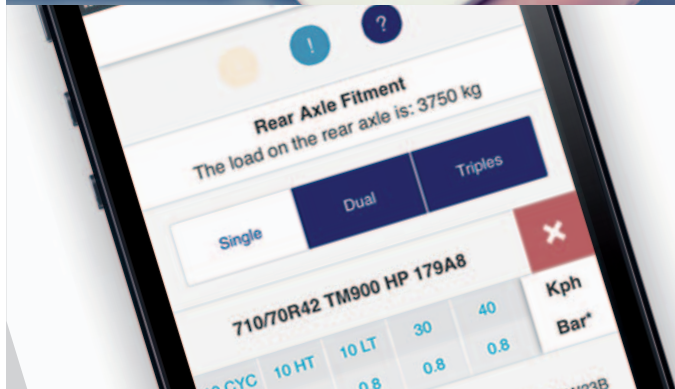 !
?
Rear Axle Fitment
The load on the rear axle is: 3750 kg
Single
Dual
Triples
710/70R42 TM900 HP 179A8
CYC 10 HT 10 LT 30 40 Kph
0.8 0.8 0.8 Bar*